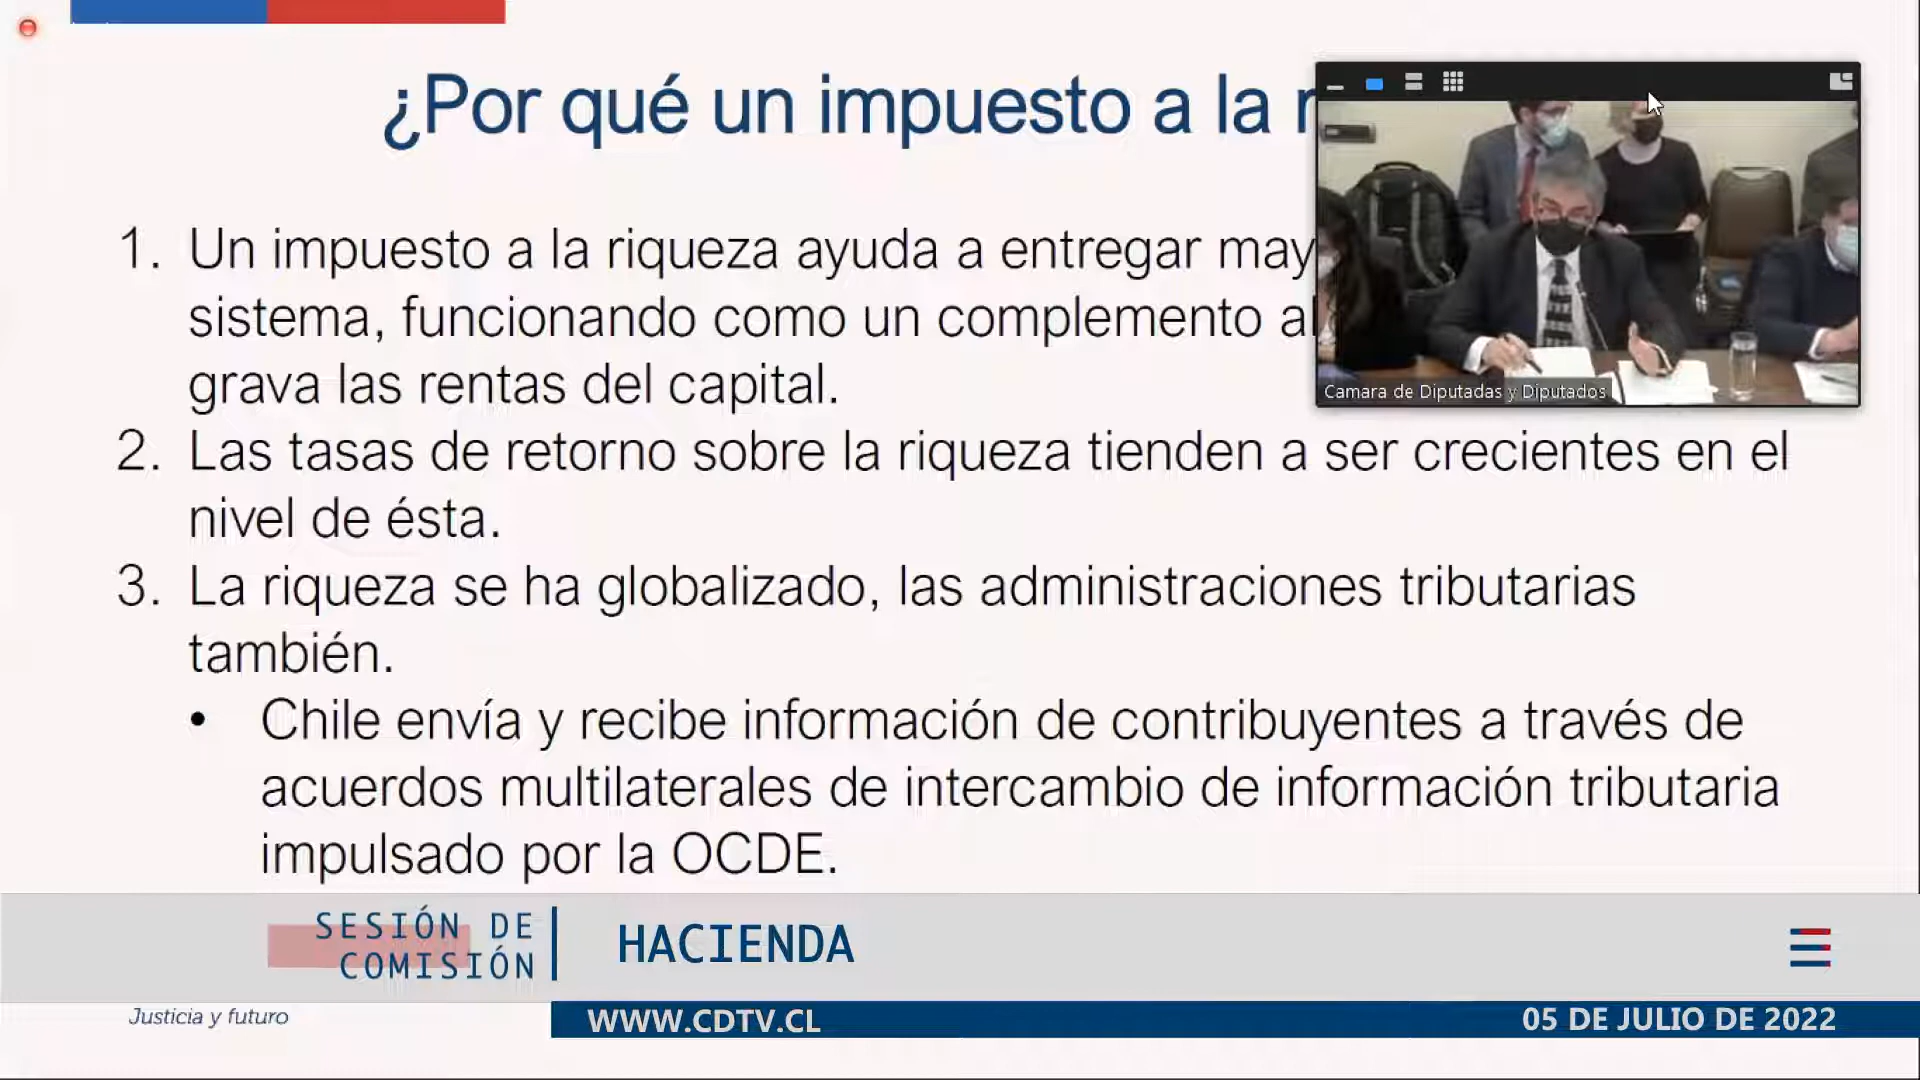 ¿Por qué un impuesto a la
1. Un impuesto a la riqueza ayuda a entregar may
sistema, funcionando como un complemento al
grava las rentas del capital.
2. Las tasas de retorno sobre la riqueza tienden a ser crecientes en el
nivel de ésta.
3. La riqueza se ha globalizado, las administraciones tributarias
también.
• Chile envía y recibe información de contribuyentes a través de
acuerdos multilaterales de intercambio de información tributaria
impulsado por la OCDE.
Camara de Diputadas y Diputados
SESIÓN DE
COMISIÓN
HACIENDA
Justicia y futuro
WWW.CDTV.CL
05 DE JULIO DE 2022